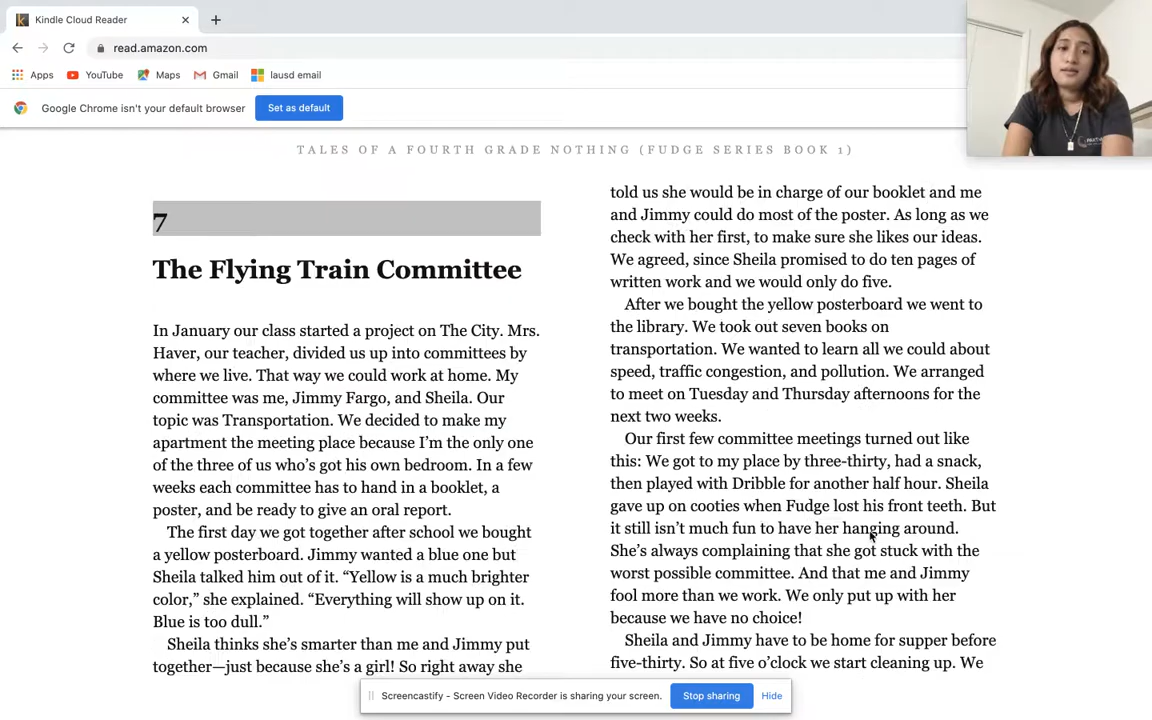 Kindle Cloud Reader
read.amazon.com
Apps
YouTube
Maps
Gmail
lausd email
Google Chrome isn't your default browser
Set as default
TALES OF A FOURTH GRADE NOTHING (FUDGE SERIES BOOK 1)
7
The Flying Train Committee
In January our class started a project on The City. Mrs.
Haver, our teacher, divided us up into committees by
where we live. That way we could work at home. My
committee was me, Jimmy Fargo, and Sheila. Our
topic was Transportation. We decided to make my
apartment the meeting place because I’m the only one
of the three of us who’s got his own bedroom. In a few
weeks each committee has to hand in a booklet, a
poster, and be ready to give an oral report.
The first day we got together after school we bought
a yellow posterboard. Jimmy wanted a blue one but
Sheila talked him out of it. “Yellow is a much brighter
color,” she explained. “Everything will show up on it.
Blue is too dull.”
Sheila thinks she’s smarter than me and Jimmy put
together—just because she’s a girl! So right away she
told us she would be in charge of our booklet and me
and Jimmy could do most of the poster. As long as we
check with her first, to make sure she likes our ideas.
We agreed, since Sheila promised to do ten pages of
written work and we would only do five.
After we bought the yellow posterboard we went to
the library. We took out seven books on
transportation. We wanted to learn all we could about
speed, traffic congestion, and pollution. We arranged
to meet on Tuesday and Thursday afternoons for the
next two weeks.
Our first few committee meetings turned out like
this: We got to my place by three-thirty, had a snack,
then played with Dribble for another half hour. Sheila
gave up on cooties when Fudge lost his front teeth. But
it still isn’t much fun to have her hanging around.
She’s always complaining that she got stuck with the
worst possible committee. And that me and Jimmy
fool more than we work. We only put up with her
because we have no choice!
Sheila and Jimmy have to be home for supper before
five-thirty. So at five o’clock we start cleaning up. We
Screencastify - Screen Video Recorder is sharing your screen.
Stop sharing
Hide